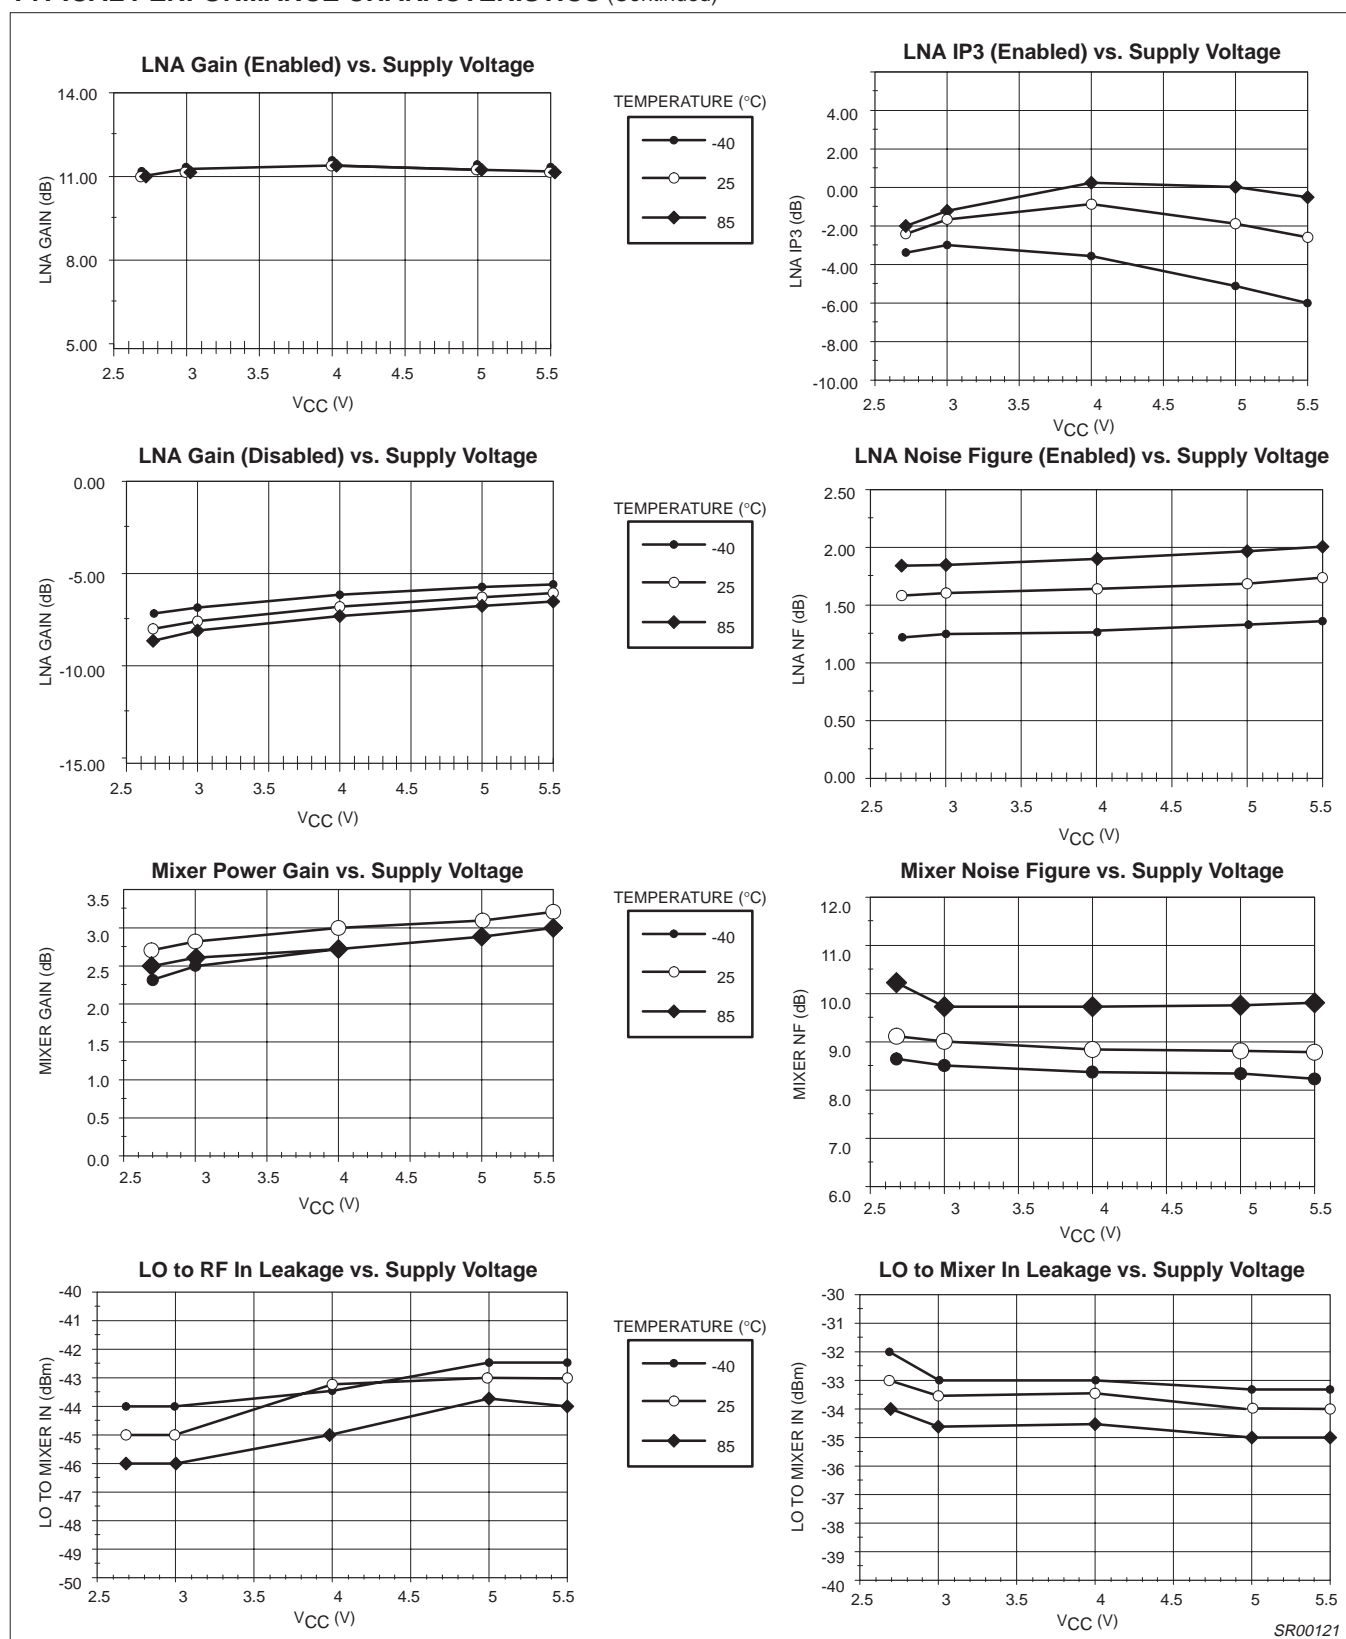 TYPICAL PERFORMANCE CHARACTERISTICS (Continued)
LNA Gain (Enabled) vs. Supply Voltage
14.00
11.00
8.00
5.00
LNA GAIN (dB)
2.5 3 3.5 4 4.5 5 5.5
VCC (V)
TEMPERATURE (°C)
-40
25
85
LNA IP3 (Enabled) vs. Supply Voltage
4.00
2.00
0.00
-2.00
-4.00
-6.00
-8.00
-10.00
LNA IP3 (dB)
2.5 3 3.5 4 4.5 5 5.5
VCC (V)
LNA Gain (Disabled) vs. Supply Voltage
0.00
-5.00
-10.00
-15.00
LNA GAIN (dB)
2.5 3 3.5 4 4.5 5 5.5
VCC (V)
TEMPERATURE (°C)
-40
25
85
LNA Noise Figure (Enabled) vs. Supply Voltage
2.50
2.00
1.50
1.00
0.50
0.00
LNA NF (dB)
2.5 3 3.5 4 4.5 5 5.5
VCC (V)
Mixer Power Gain vs. Supply Voltage
3.5
3.0
2.5
2.0
1.5
1.0
0.5
0.0
MIXER GAIN (dB)
2.5 3 3.5 4 4.5 5 5.5
VCC (V)
TEMPERATURE (°C)
-40
25
85
Mixer Noise Figure vs. Supply Voltage
12.0
11.0
10.0
9.0
8.0
7.0
6.0
MIXER NF (dB)
2.5 3 3.5 4 4.5 5 5.5
VCC (V)
LO to RF In Leakage vs. Supply Voltage
-40
-41
-42
-43
-44
-45
-46
-47
-48
-49
-50
LO TO MIXER IN (dBm)
2.5 3 3.5 4 4.5 5 5.5
VCC (V)
TEMPERATURE (°C)
-40
25
85
LO to Mixer In Leakage vs. Supply Voltage
-30
-31
-32
-33
-34
-35
-36
-37
-38
-39
-40
LO TO MIXER IN (dBm)
2.5 3 3.5 4 4.5 5 5.5
VCC (V)
SR00121